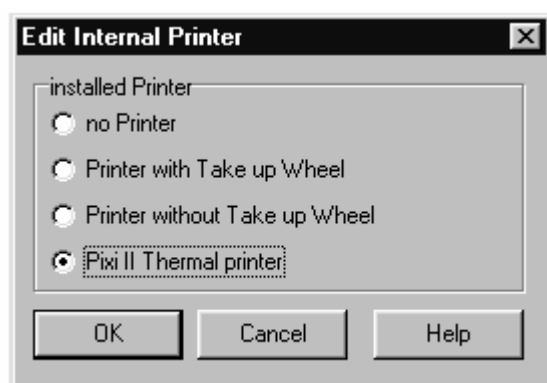 Edit Internal Printer
installed Printer
no Printer
Printer with Take up Wheel
Printer without Take up Wheel
Pixi II Thermal printer
OK Cancel Help